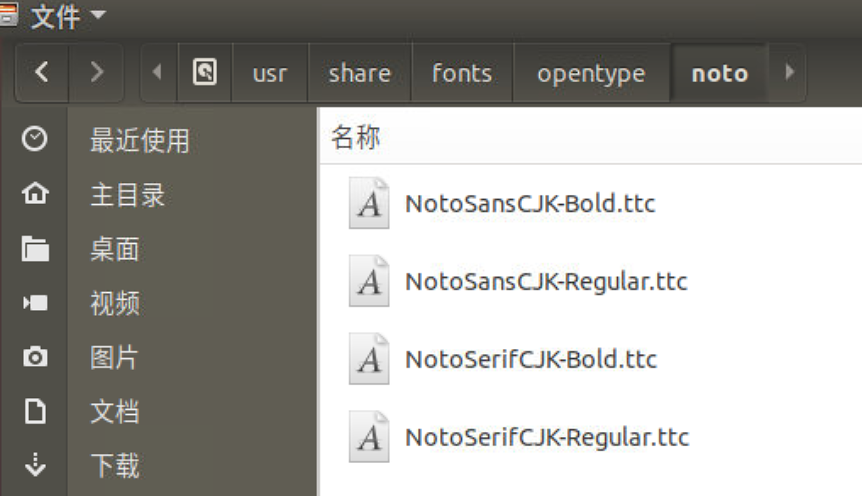 文件
usr share fonts opentype noto
最近使用
主目录
桌面
视频
图片
文档
下载
名称
NotoSansCJK-Bold.ttc
NotoSansCJK-Regular.ttc
NotoSerifCJK-Bold.ttc
NotoSerifCJK-Regular.ttc